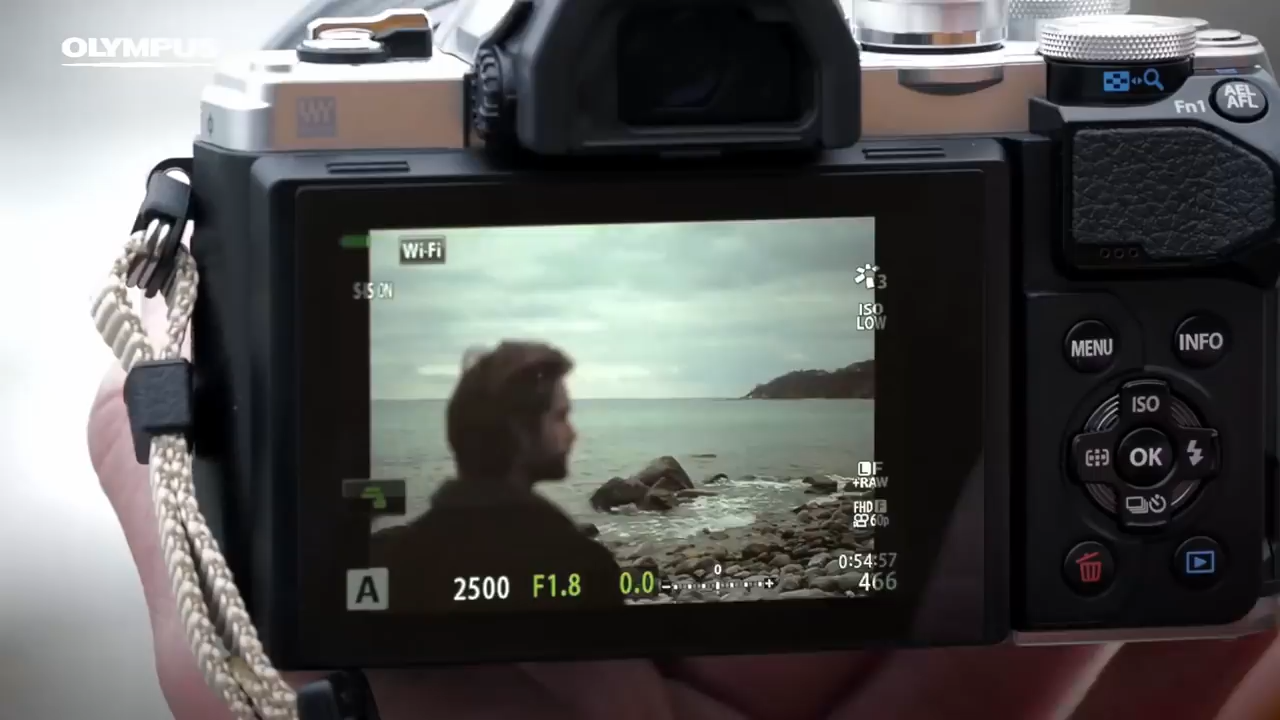 OLYMPUS
Fn1
AEL
AFL
Wi-Fi
S-IS ON
3
ISO
LOW
MENU
INFO
ISO
OK
LF
+RAW
FHD F
60p
0:54:57
A
2500
F1.8
0.0
0
466